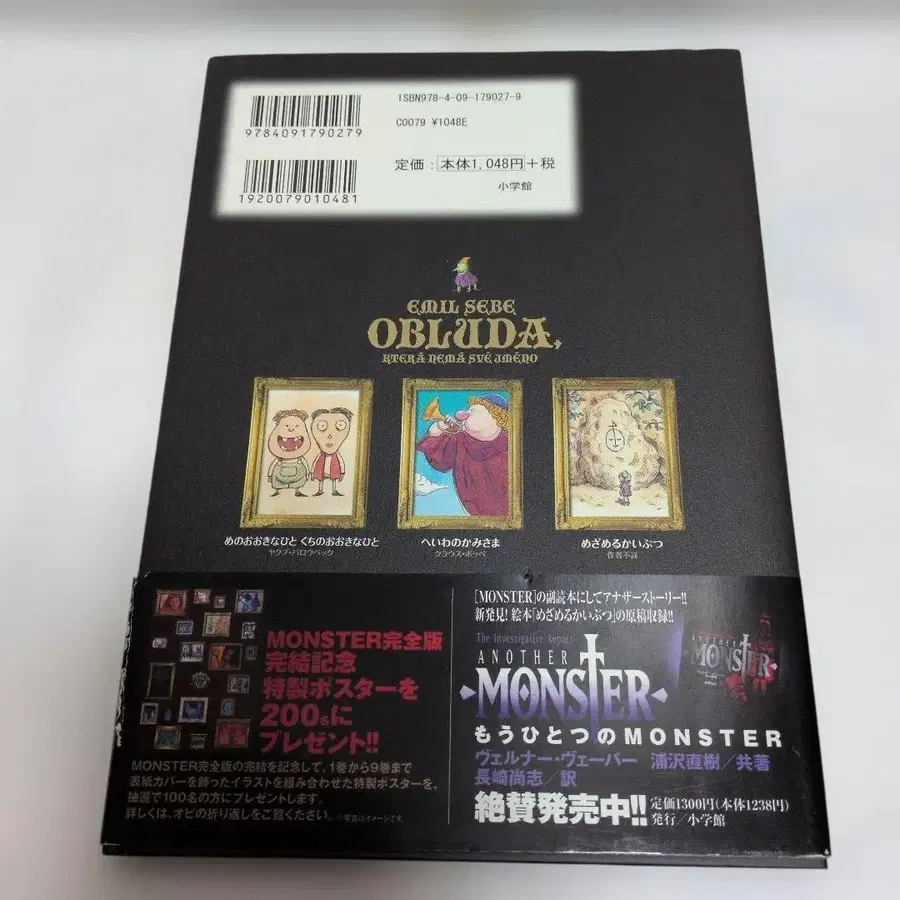 ISBN978-4-09-179027-9
C0079 ¥1048E
9784091790279
定価：本体1,048円+税
1920079010481
小学館
EMIL SEBE
OBLUDA,
KTERÁ NEMÁ SVÉ JMÉNO
めのおおきなひと くちのおおきなひと
ヤクブ・バロウベック
へいわのかみさま
クラウス・ポッペ
めざめるかいぶつ
作者不詳
MONSTER完全版
完結記念
特製ポスターを
200名に
プレゼント!!
MONSTER完全版の完結を記念して、1巻から9巻まで
表紙カバーを飾ったイラストを組み合わせた特製ポスターを、
抽選で100名の方にプレゼントします。
詳しくは、オビの折り返しをご覧ください。※写真はイメージです。
[MONSTER]の副読本にしてアナザーストーリー!!
新発見! 絵本「めざめるかいぶつ」の原稿収録!!
The Investigative Report
ANOTHER
MONSTER
もうひとつのMONSTER
ヴェルナー・ヴェーバー 浦沢直樹／共著
長崎尚志／訳
絶賛発売中!!
定価1300円(本体1238円)
発行／小学館
ANOTHER
MONSTER